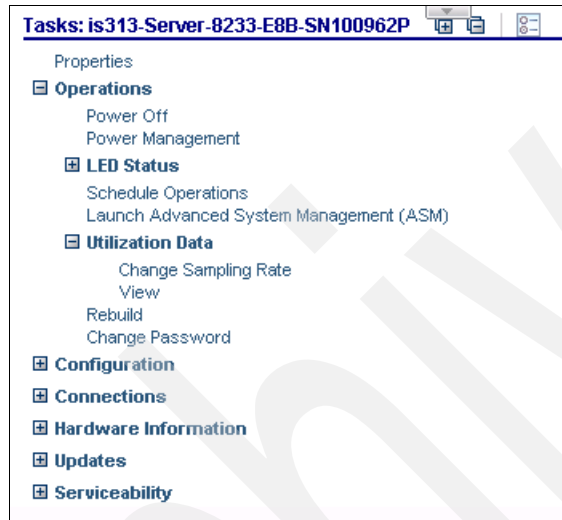 Tasks: is313-Server-8233-E8B-SN100962P
Properties
Operations
Power Off
Power Management
LED Status
Schedule Operations
Launch Advanced System Management (ASM)
Utilization Data
Change Sampling Rate
View
Rebuild
Change Password
Configuration
Connections
Hardware Information
Updates
Serviceability